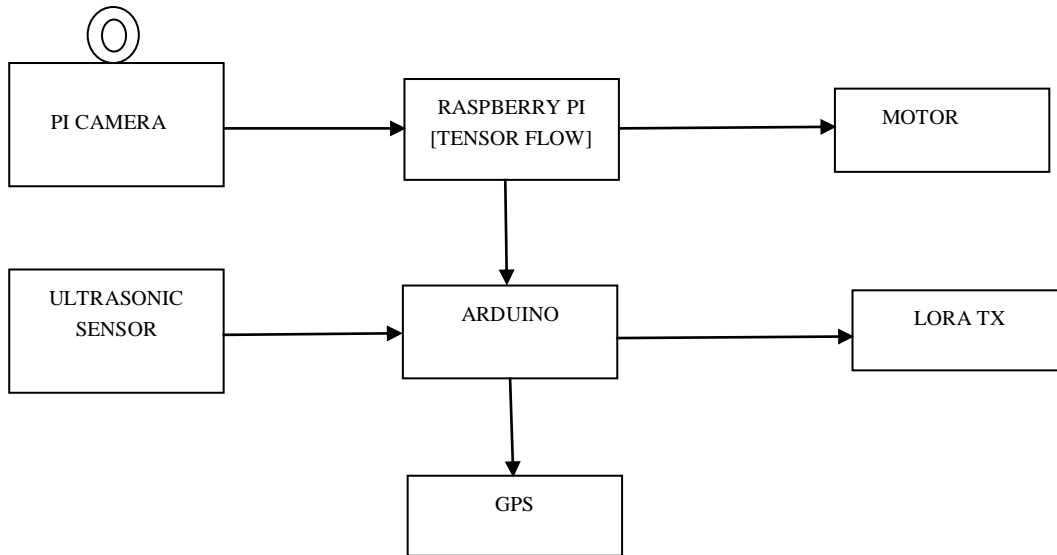 PI CAMERA
RASPBERRY PI
[TENSOR FLOW]
MOTOR
ULTRASONIC
SENSOR
ARDUINO
LORA TX
GPS